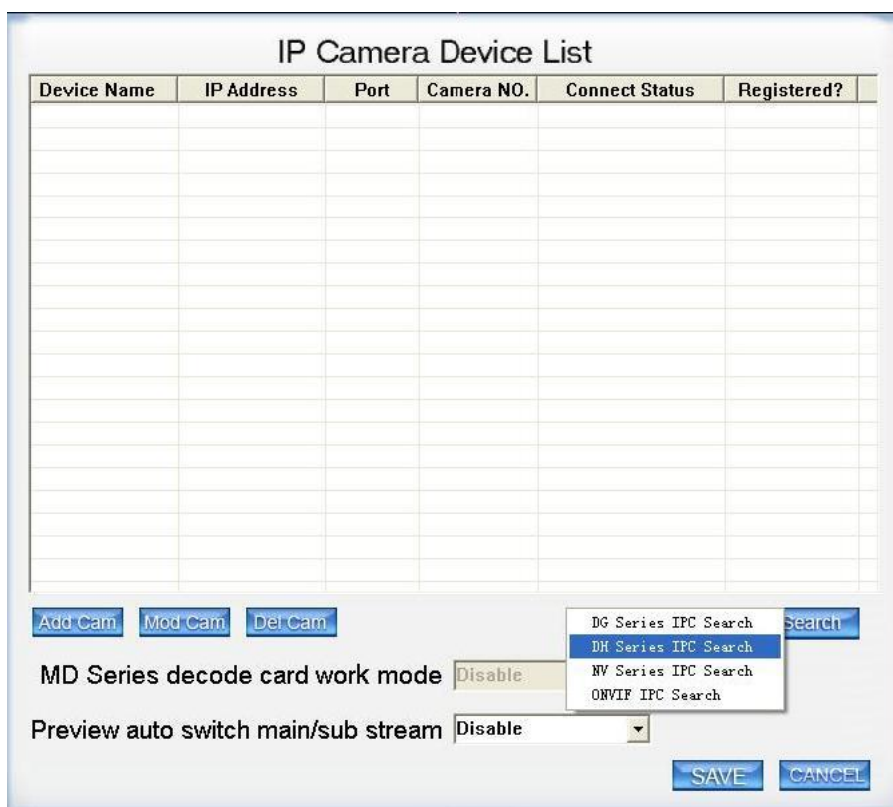 IP Camera Device List
Device Name IP Address Port Camera NO. Connect Status Registered?
Add Cam Mod Cam Del Cam Search
DG Series IPC Search
DH Series IPC Search
NV Series IPC Search
ONVIF IPC Search
MD Series decode card work mode Disable
Preview auto switch main/sub stream Disable
SAVE CANCEL